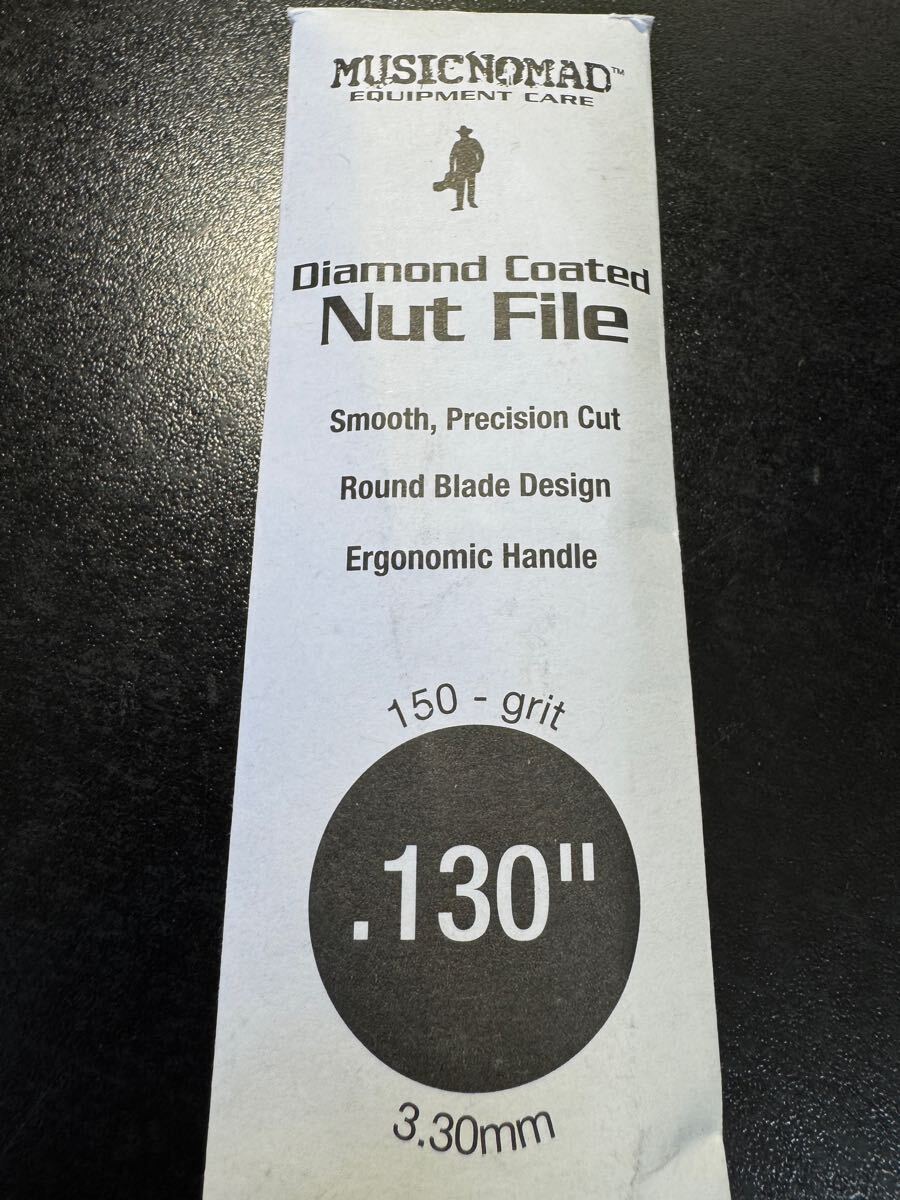 MUSICNOMAD™
EQUIPMENT CARE
Diamond Coated
Nut File
Smooth, Precision Cut
Round Blade Design
Ergonomic Handle
150 - grit
.130"
3.30mm